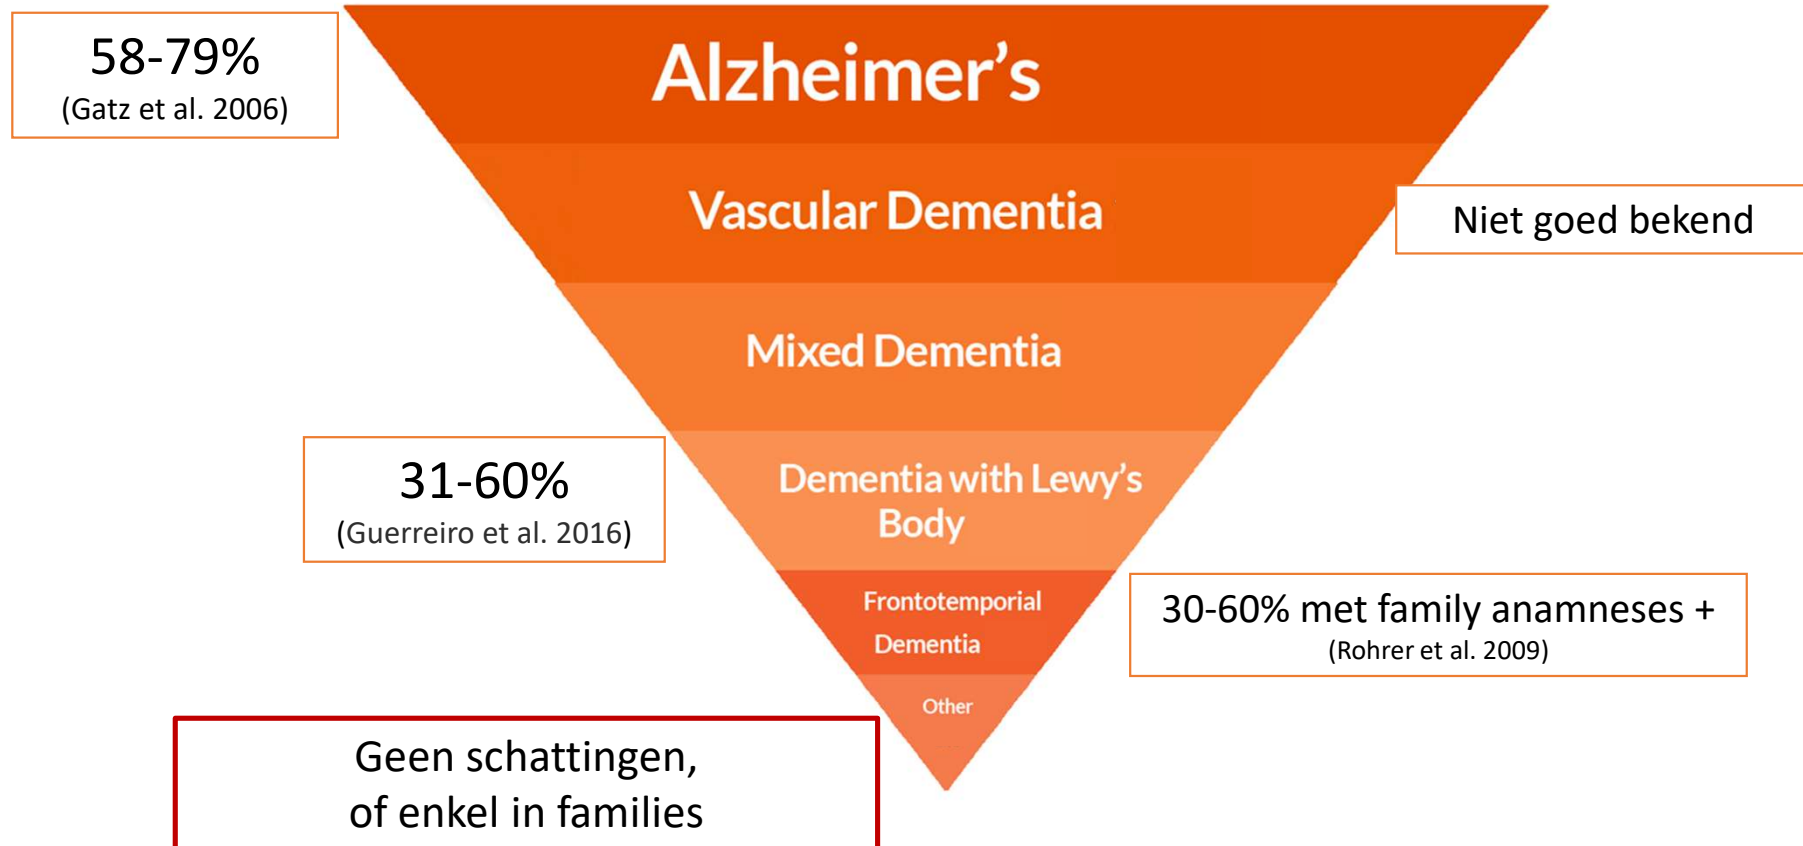 58-79%
(Gatz et al. 2006)
Alzheimer’s
Vascular Dementia
Niet goed bekend
Mixed Dementia
31-60%
(Guerreiro et al. 2016)
Dementia with Lewy’s
Body
Frontotemporial
Dementia
30-60% met family anamneses +
(Rohrer et al. 2009)
Other
Geen schattingen,
of enkel in families